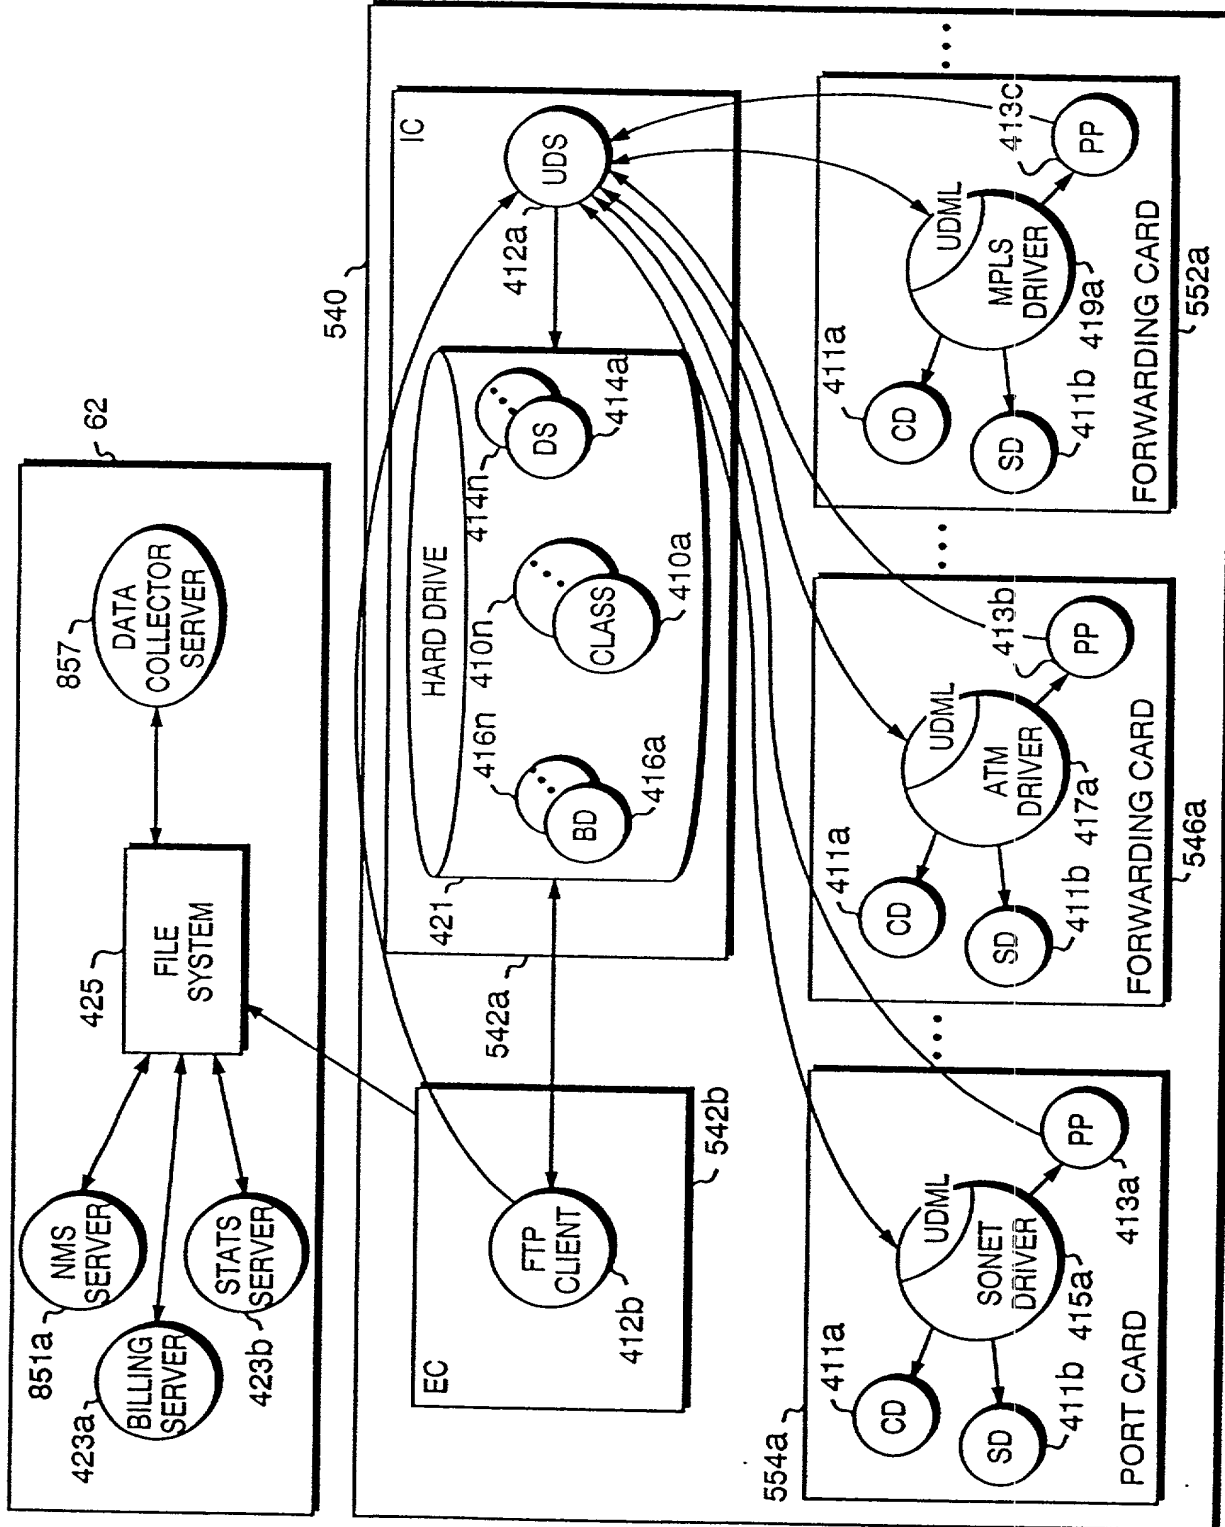 62
857
DATA
COLLECTOR
SERVER
425
FILE
SYSTEM
851a
NMS
SERVER
423a
BILLING
SERVER
423b
STATS
SERVER
540
EC
FTP
CLIENT
412b
542b
542a
IC
421
HARD DRIVE
416n
BD
416a
410n
CLASS
410a
414n
DS
414a
412a
UDS
554a
PORT CARD
CD
411a
SD
411b
UDML
SONET
DRIVER
415a
PP
413a
FORWARDING CARD
546a
CD
411a
SD
411b
UDML
ATM
DRIVER
417a
PP
413b
FORWARDING CARD
552a
CD
411a
SD
411b
UDML
MPLS
DRIVER
419a
PP
413c